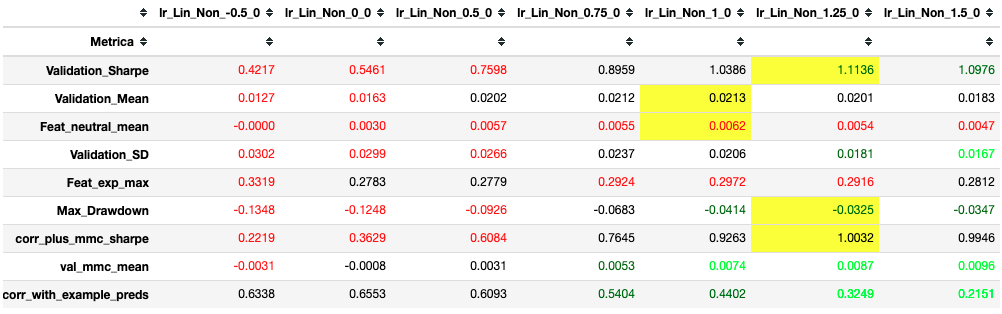 lr_Lin_Non_-0.5_0 lr_Lin_Non_0_0 lr_Lin_Non_0.5_0 lr_Lin_Non_0.75_0 lr_Lin_Non_1_0 lr_Lin_Non_1.25_0 lr_Lin_Non_1.5_0
Metrica
Validation_Sharpe 0.4217 0.5461 0.7598 0.8959 1.0386 1.1136 1.0976
Validation_Mean 0.0127 0.0163 0.0202 0.0212 0.0213 0.0201 0.0183
Feat_neutral_mean -0.0000 0.0030 0.0057 0.0055 0.0062 0.0054 0.0047
Validation_SD 0.0302 0.0299 0.0266 0.0237 0.0206 0.0181 0.0167
Feat_exp_max 0.3319 0.2783 0.2779 0.2924 0.2972 0.2916 0.2812
Max_Drawdown -0.1348 -0.1248 -0.0926 -0.0683 -0.0414 -0.0325 -0.0347
corr_plus_mmc_sharpe 0.2219 0.3629 0.6084 0.7645 0.9263 1.0032 0.9946
val_mmc_mean -0.0031 -0.0008 0.0031 0.0053 0.0074 0.0087 0.0096
corr_with_example_preds 0.6338 0.6553 0.6093 0.5404 0.4402 0.3249 0.2151